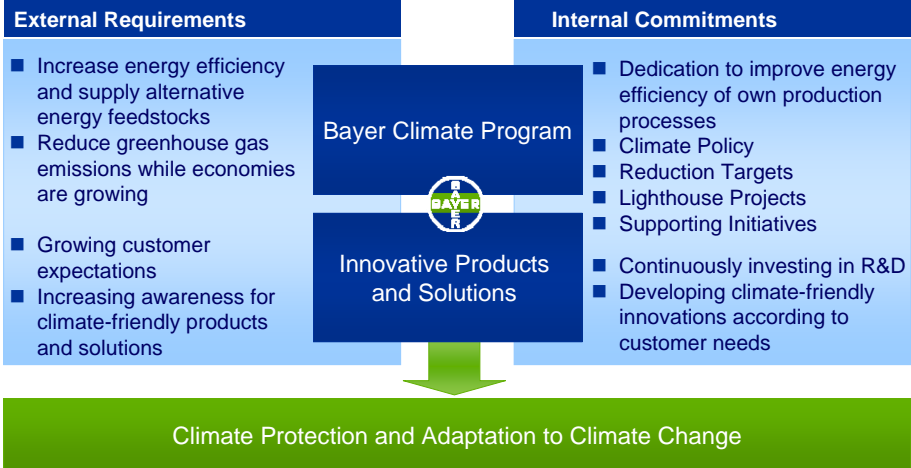 External Requirements
Increase energy efficiency
and supply alternative
energy feedstocks
Reduce greenhouse gas
emissions while economies
are growing
Growing customer
expectations
Increasing awareness for
climate-friendly products
and solutions
Bayer Climate Program
BAYER
BAYER
Innovative Products
and Solutions
Internal Commitments
Dedication to improve energy
efficiency of own production
processes
Climate Policy
Reduction Targets
Lighthouse Projects
Supporting Initiatives
Continuously investing in R&D
Developing climate-friendly
innovations according to
customer needs
Climate Protection and Adaptation to Climate Change